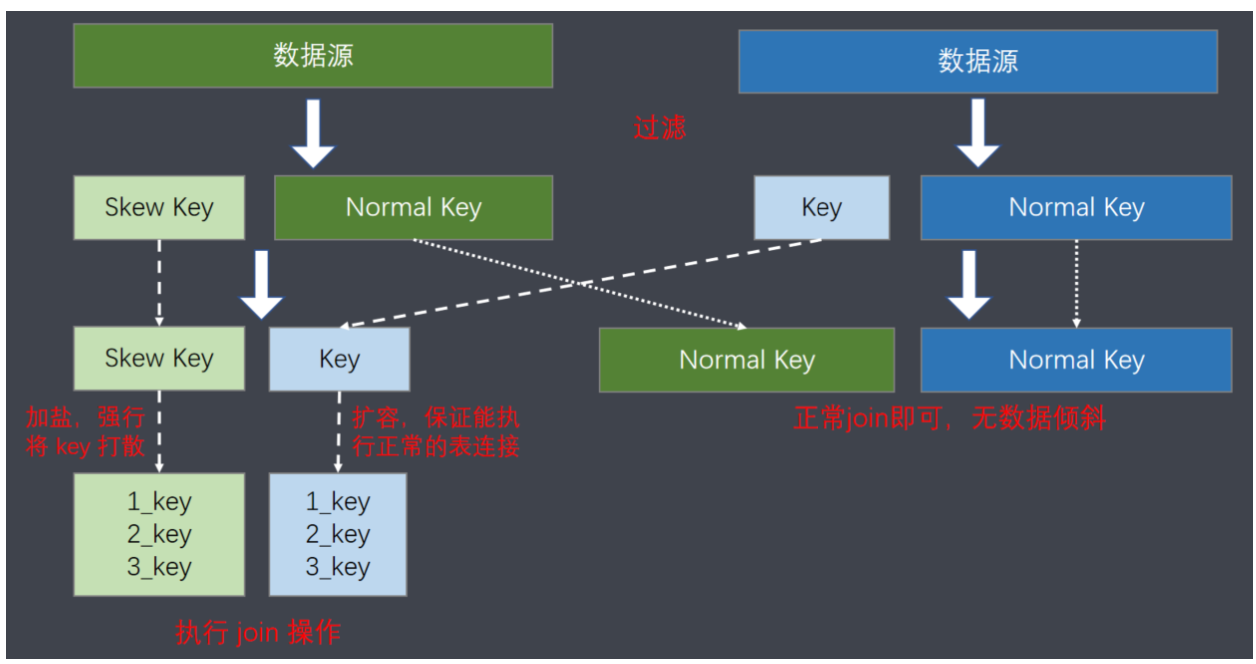 数据源
数据源
过滤
Skew Key
Normal Key
Key
Normal Key
Skew Key
Key
Normal Key
Normal Key
加盐，强行
将 key 打散
扩容，保证能执
行正常的表连接
正常join即可，无数据倾斜
1_key
2_key
3_key
1_key
2_key
3_key
执行 join 操作